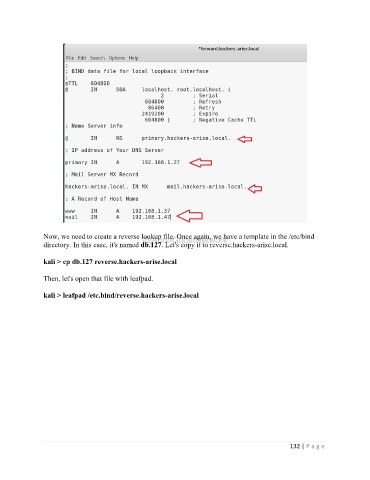 *forward.hackers-arise.local
File Edit Search Options Help
;
; BIND data file for local loopback interface
;
$TTL 604800
@ IN SOA localhost. root.localhost. (
2 ; Serial
604800 ; Refresh
86400 ; Retry
2419200 ; Expire
604800 ) ; Negative Cache TTL
; Name Server info
@ IN NS primary.hackers-arise.local.
; IP address of Your DNS Server
primary IN A 192.168.1.27
; Mail Server MX Record
hackers-arise.local. IN MX mail.hackers-arise.local.
; A Record of Host Name
www IN A 192.168.1.37
mail IN A 192.168.1.47
Now, we need to create a reverse lookup file. Once again, we have a template in the /etc/bind
directory. In this case, it's named db.127. Let's copy it to reverse.hackers-arise.local.
kali > cp db.127 reverse.hackers-arise.local
Then, let's open that file with leafpad.
kali > leafpad /etc.bind/reverse.hackers-arise.local
132 | Page